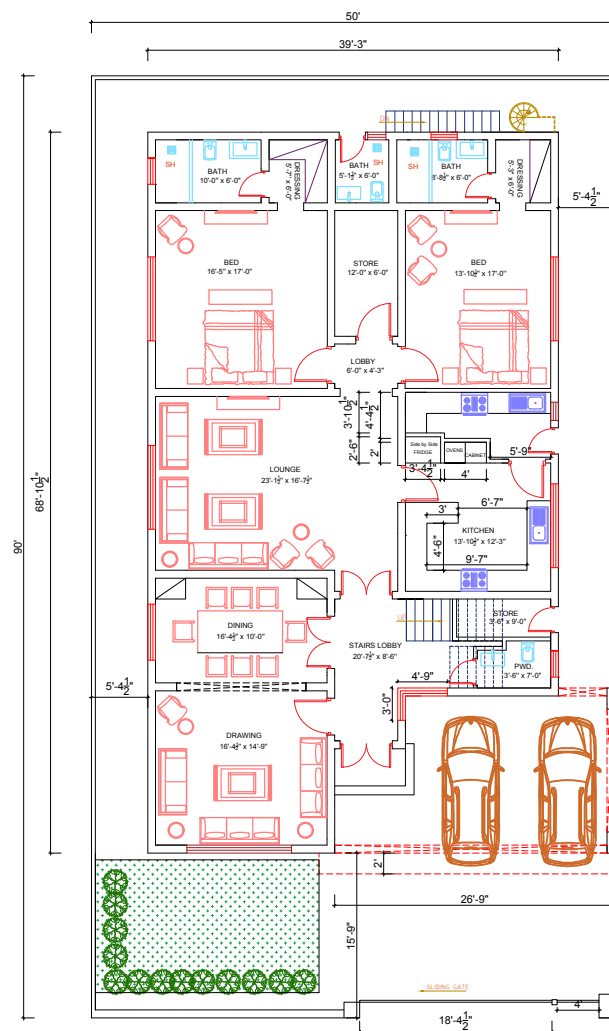 50'
39'-3"
DN
SH
BATH
10'-0" x 6'-0"
DRESSING
5'-7" x 6'-0"
BATH
5'-1½" x 6'-0"
SH
SH
BATH
8'-8½" x 6'-0"
DRESSING
5'-3" x 6'-0"
5'-4½"
BED
16'-5" x 17'-0"
STORE
12'-0" x 6'-0"
BED
13'-10½" x 17'-0"
LOBBY
6'-0" x 4'-3"
3'-10½"
4'-4½"
2'-6"
2'
Side by Side
FRIDGE
OVENS
CABINET
5'-9"
3'-4½"
4'
LOUNGE
23'-1½" x 16'-7½"
68'-10½"
90'
6'-7"
3'
4'-6"
KITCHEN
13'-10½" x 12'-3"
9'-7"
UP
STORE
3'-6" x 9'-0"
DINING
16'-4½" x 10'-0"
STAIRS LOBBY
20'-7½" x 8'-6"
PWD.
3'-6" x 7'-0"
4'-9"
5'-4½"
3'-0"
DRAWING
16'-4½" x 14'-9"
2'
26'-9"
15'-9"
SLIDING GATE
18'-4½"
4'